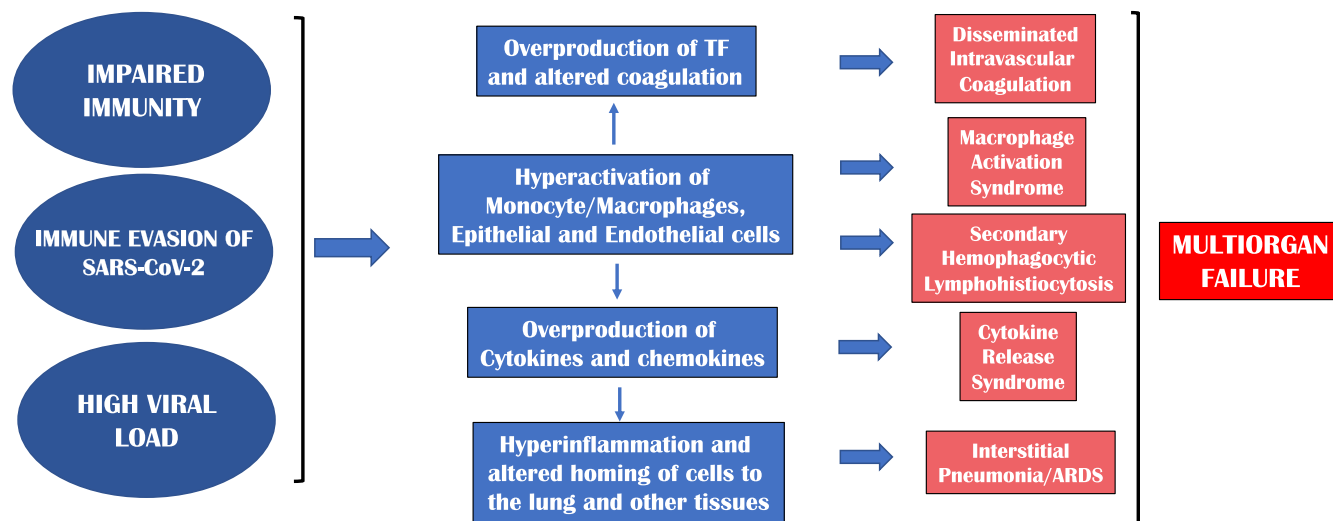 IMPAIRED
IMMUNITY
IMMUNE EVASION OF
SARS-CoV-2
HIGH VIRAL
LOAD
Overproduction of TF
and altered coagulation
Hyperactivation of
Monocyte/Macrophages,
Epithelial and Endothelial cells
Overproduction of
Cytokines and chemokines
Hyperinflammation and
altered homing of cells to
the lung and other tissues
Disseminated
Intravascular
Coagulation
Macrophage
Activation
Syndrome
Secondary
Hemophagocytic
Lymphohistiocytosis
Cytokine
Release
Syndrome
Interstitial
Pneumonia/ARDS
MULTIORGAN
FAILURE